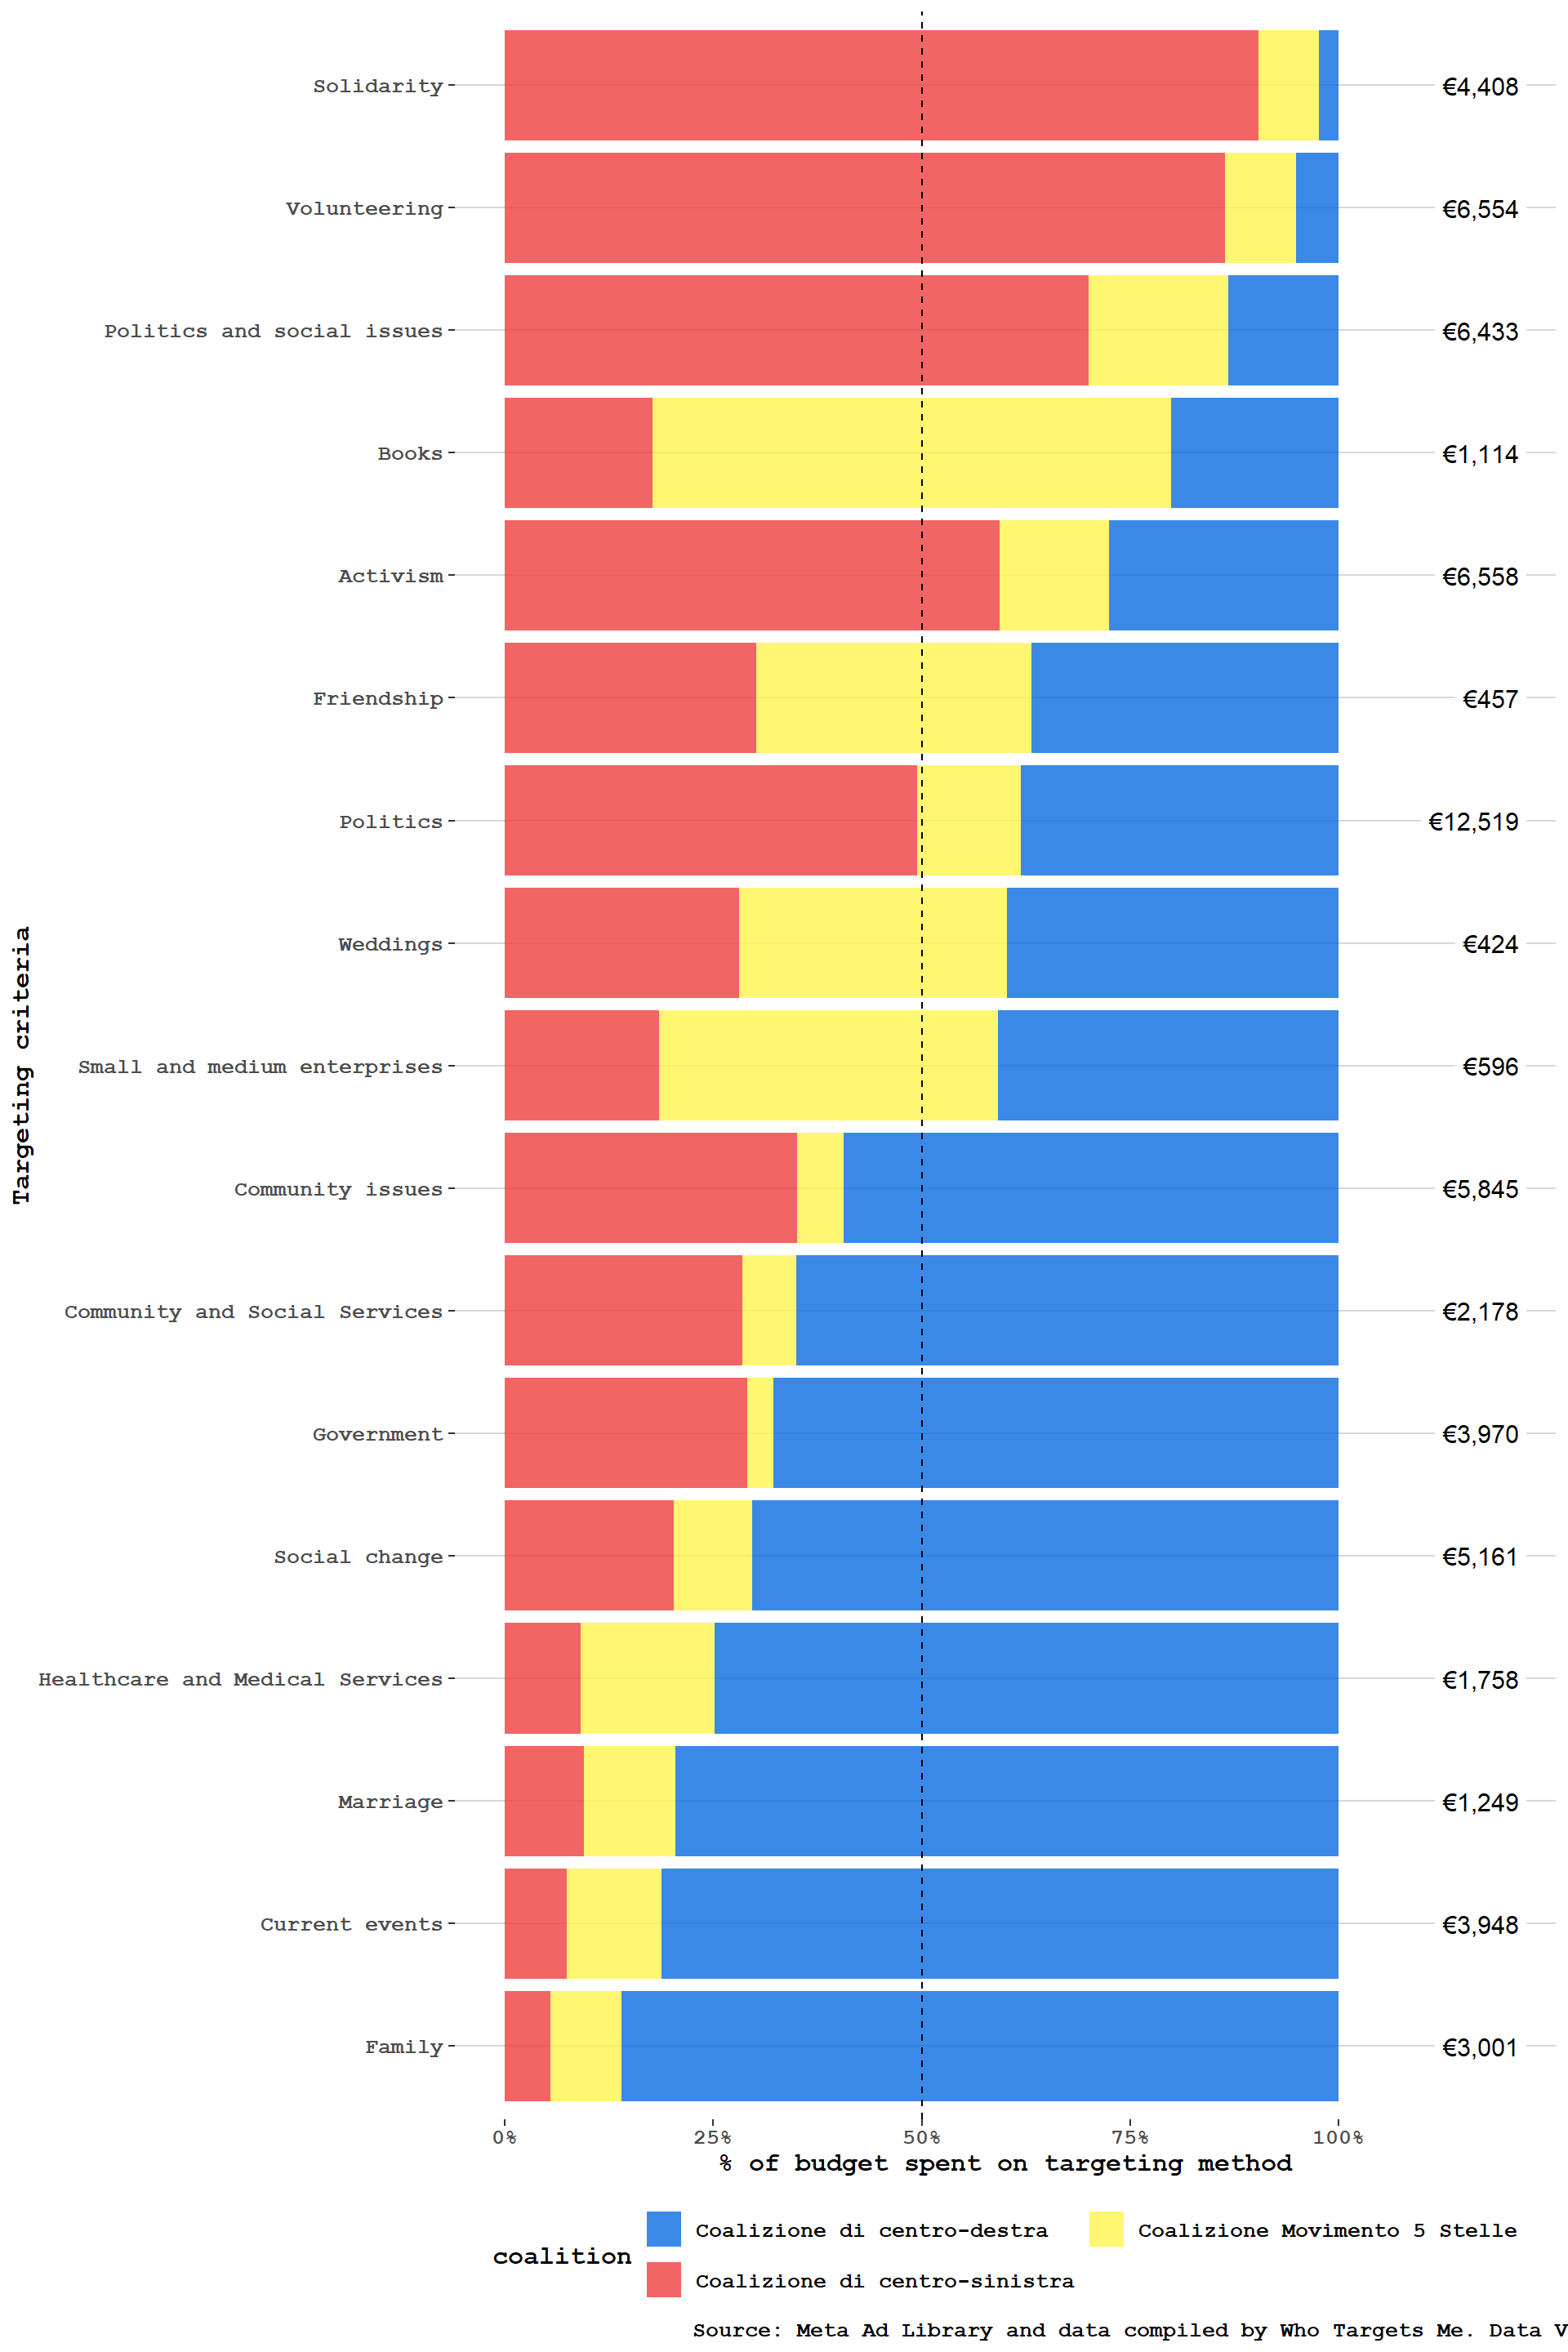 Solidarity €4,408
Volunteering €6,554
Politics and social issues €6,433
Books €1,114
Activism €6,558
Friendship €457
Politics €12,519
Weddings €424
Small and medium enterprises €596
Community issues €5,845
Community and Social Services €2,178
Government €3,970
Social change €5,161
Healthcare and Medical Services €1,758
Marriage €1,249
Current events €3,948
Family €3,001
Targeting criteria
0% 25% 50% 75% 100%
% of budget spent on targeting method
coalition
Coalizione di centro-destra
Coalizione Movimento 5 Stelle
Coalizione di centro-sinistra
Source: Meta Ad Library and data compiled by Who Targets Me. Data V